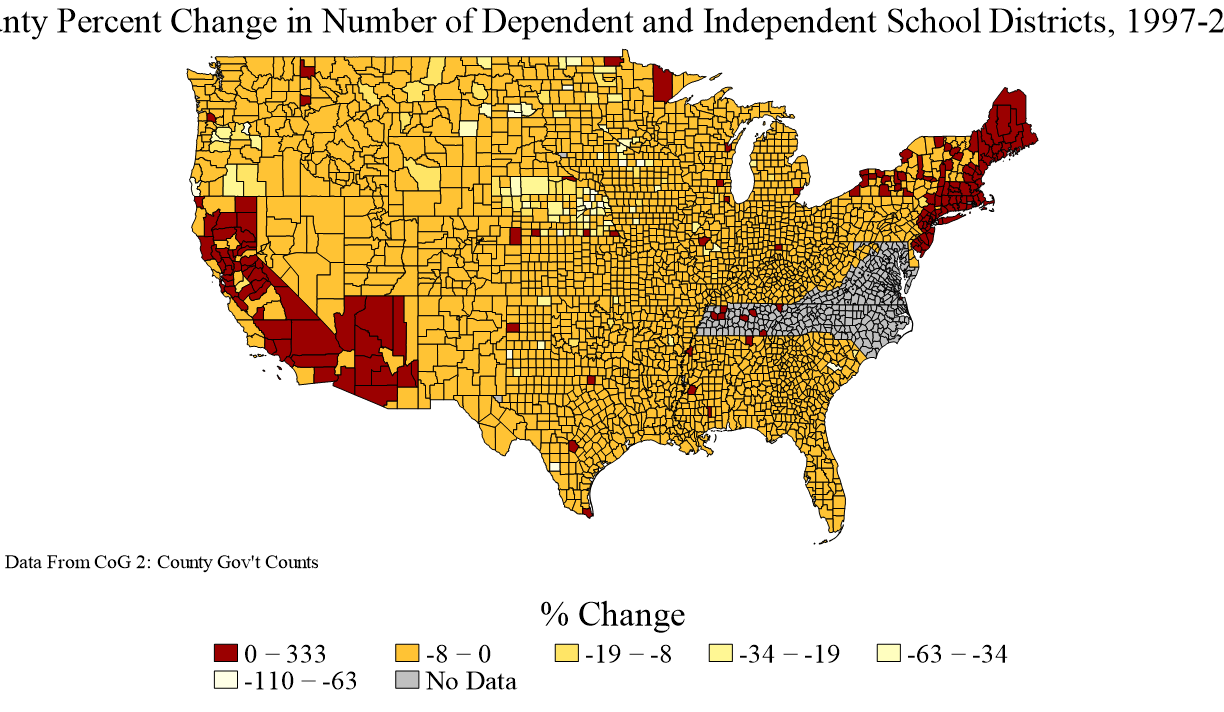 nty Percent Change in Number of Dependent and Independent School Districts, 1997-2
Data From CoG 2: County Gov't Counts
% Change
0 − 333
-8 − 0
-19 − -8
-34 − -19
-63 − -34
-110 − -63
No Data